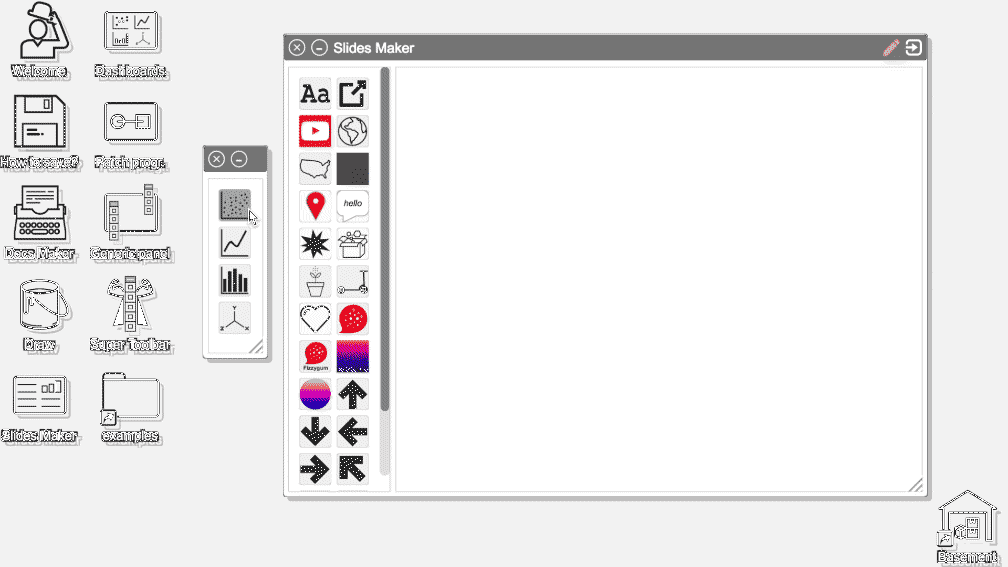 Welcome
Dashboards
How to save?
Patch progr.
Docs Maker
Generic panel
Draw
Super Toolbar
Slides Maker
examples
Slides Maker
Aa
hello
Fizzygum
Y
Z
X
Basement